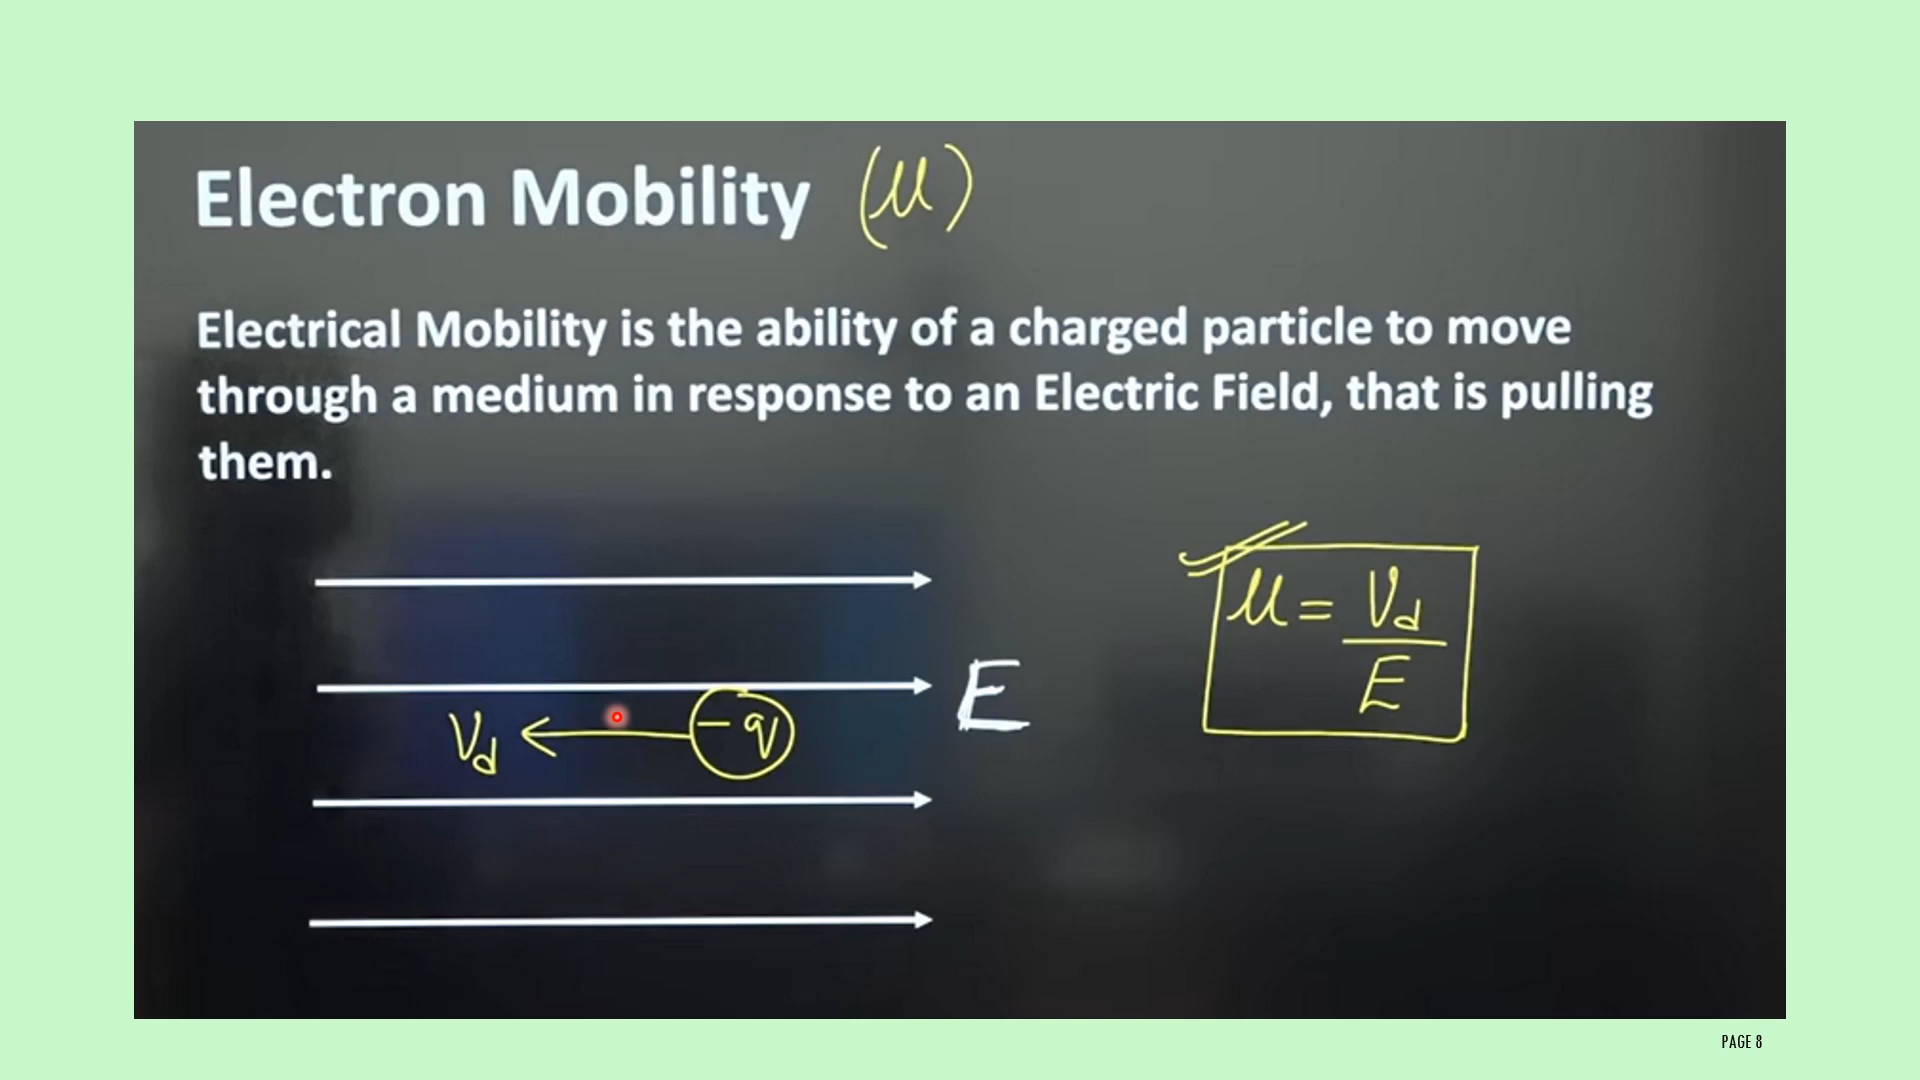 Electron Mobility (μ)
Electrical Mobility is the ability of a charged particle to move
through a medium in response to an Electric Field, that is pulling
them.
μ = Vd
E
E
Vd ← −q
PAGE 8